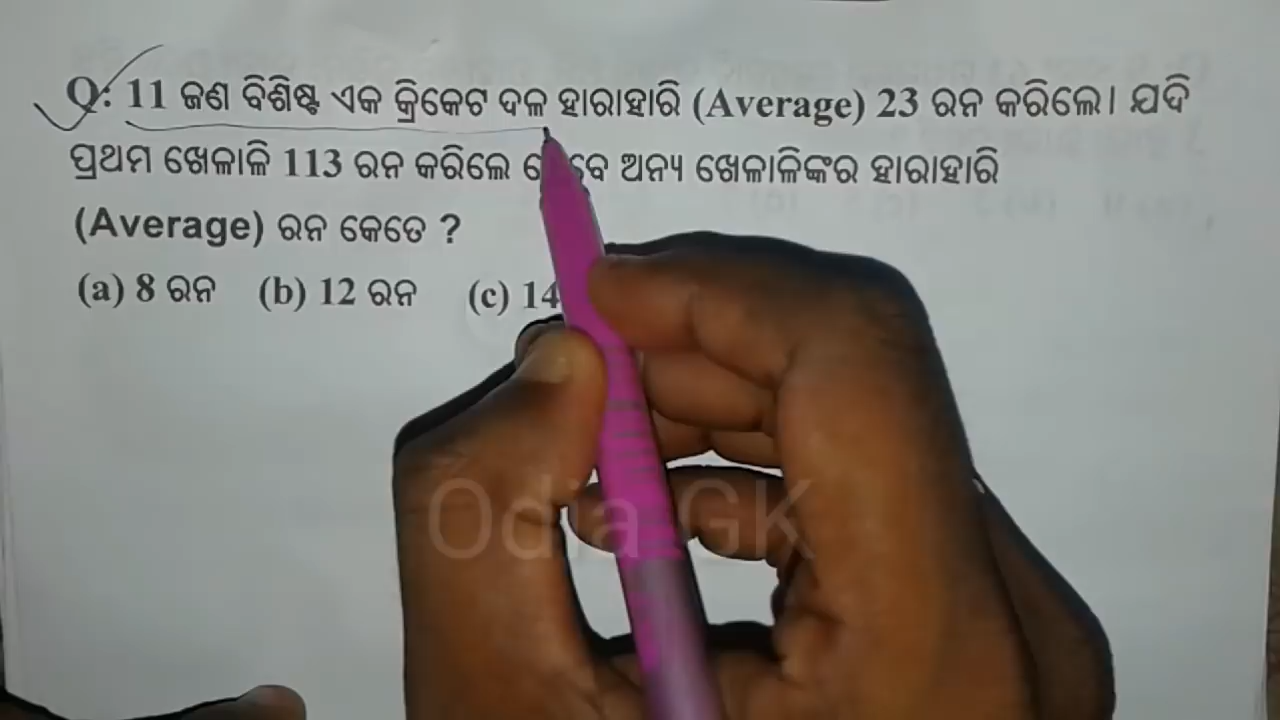 Q: 11 ଜଣ ବିଶିଷ୍ଟ ଏକ କ୍ରିକେଟ ଦଳ ହାରାହାରି (Average) 23 ରନ କରିଲେ। ଯଦି
ପ୍ରଥମ ଖେଳାଳି 113 ରନ କରିଲେ ଅନ୍ୟ ଖେଳାଳିଙ୍କର ହାରାହାରି
(Average) ରନ କେତେ ?
(a) 8 ରନ (b) 12 ରନ (c) 14
Odia GK